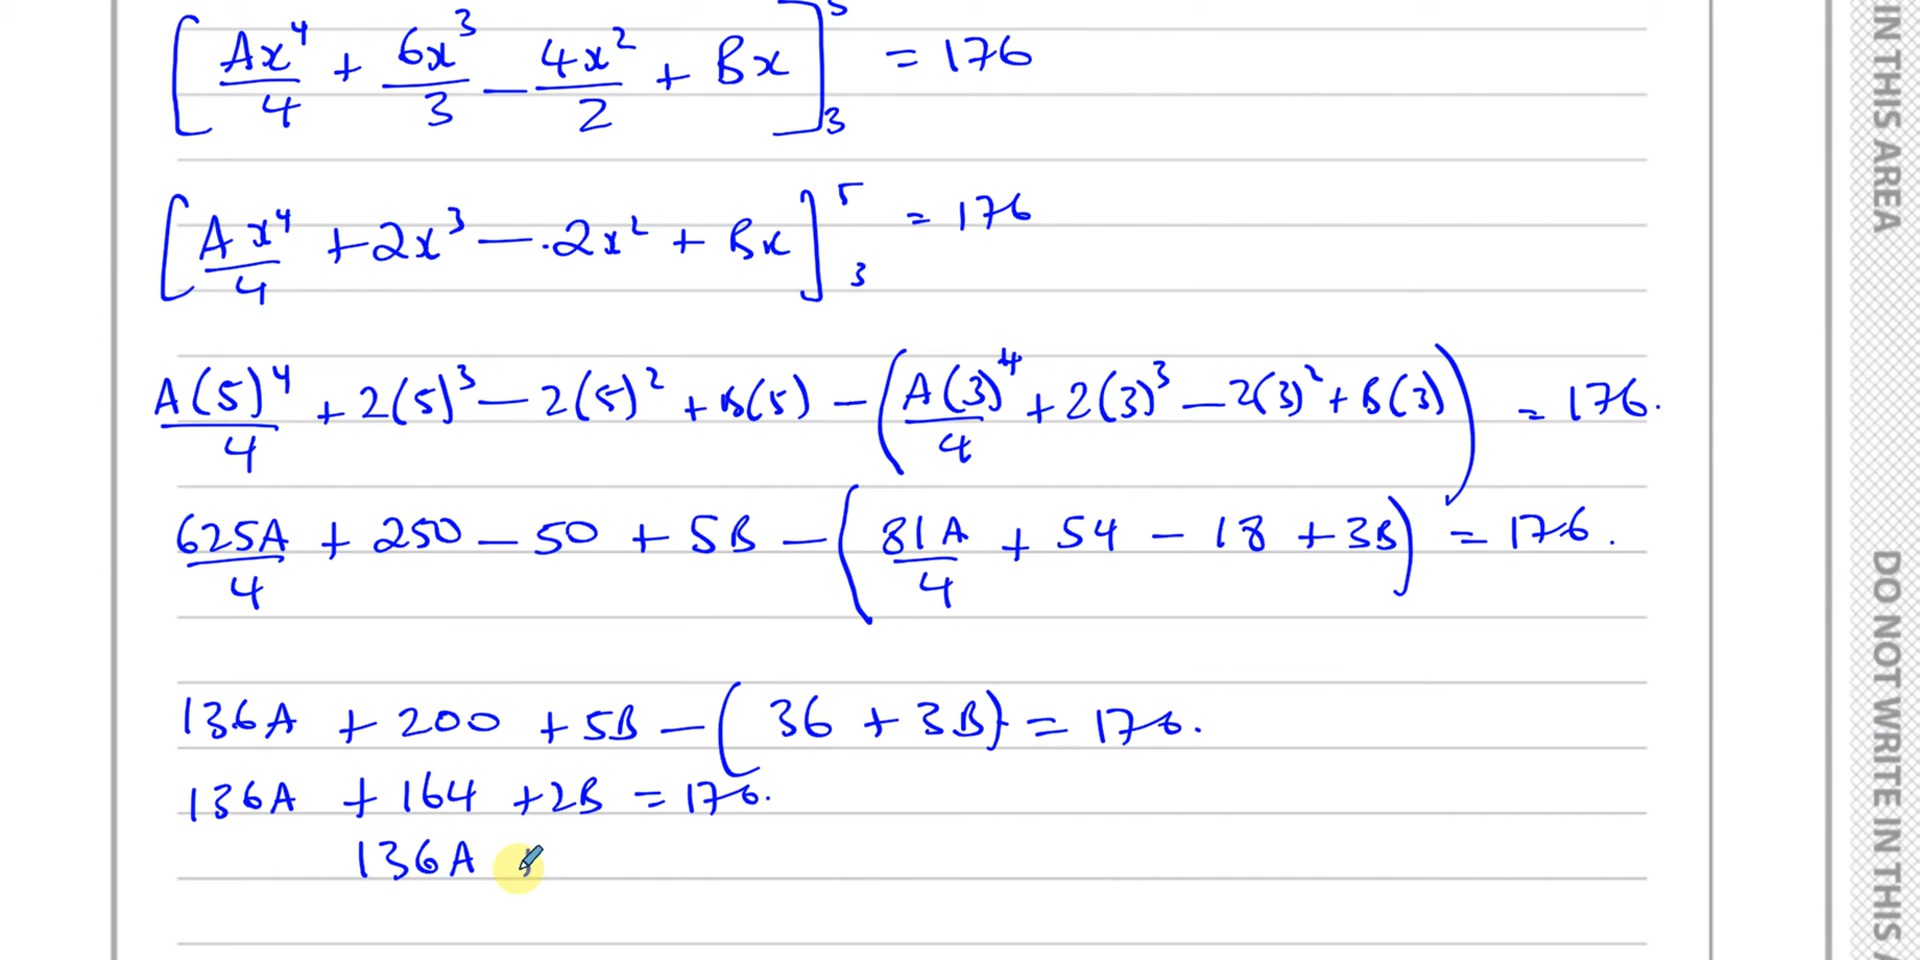 [Ax⁴/4 + 6x³/3 − 4x²/2 + Bx]₃⁵ = 176
[Ax⁴/4 + 2x³ − 2x² + Bx]₃⁵ = 176
A(5)⁴/4 + 2(5)³ − 2(5)² + B(5) − (A(3)⁴/4 + 2(3)³ − 2(3)² + B(3)) = 176.
625A/4 + 250 − 50 + 5B − (81A/4 + 54 − 18 + 3B) = 176.
136A + 200 + 5B − (36 + 3B) = 176.
136A + 164 + 2B = 176.
136A
IN THIS AREA
DO NOT WRITE IN THIS A